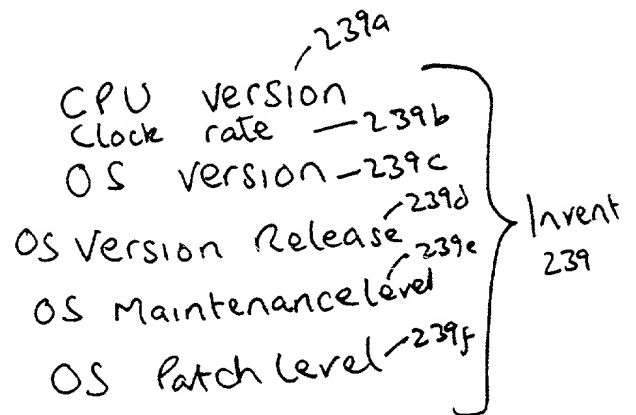 239a
CPU version
Clock rate 239b
OS version 239c
239d
OS Version Release
239e
OS Maintenance level
239f
OS Patch Level
Invent
239